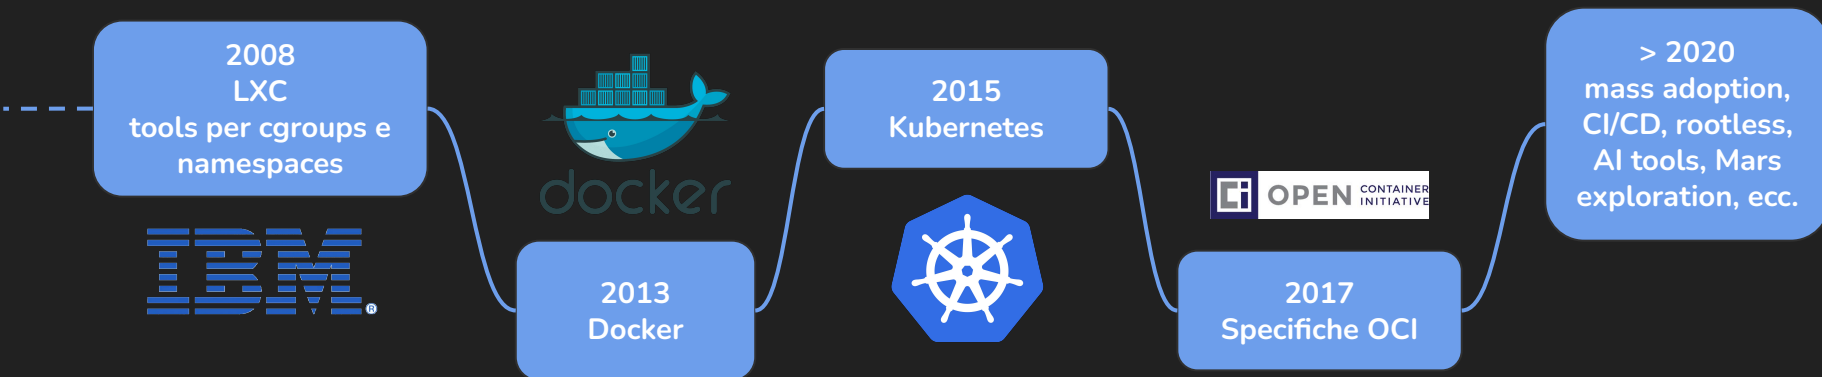 2008
LXC
tools per cgroups e
namespaces
IBM®
docker
2013
Docker
2015
Kubernetes
OPEN CONTAINER
INITIATIVE
2017
Specifiche OCI
> 2020
mass adoption,
CI/CD, rootless,
AI tools, Mars
exploration, ecc.